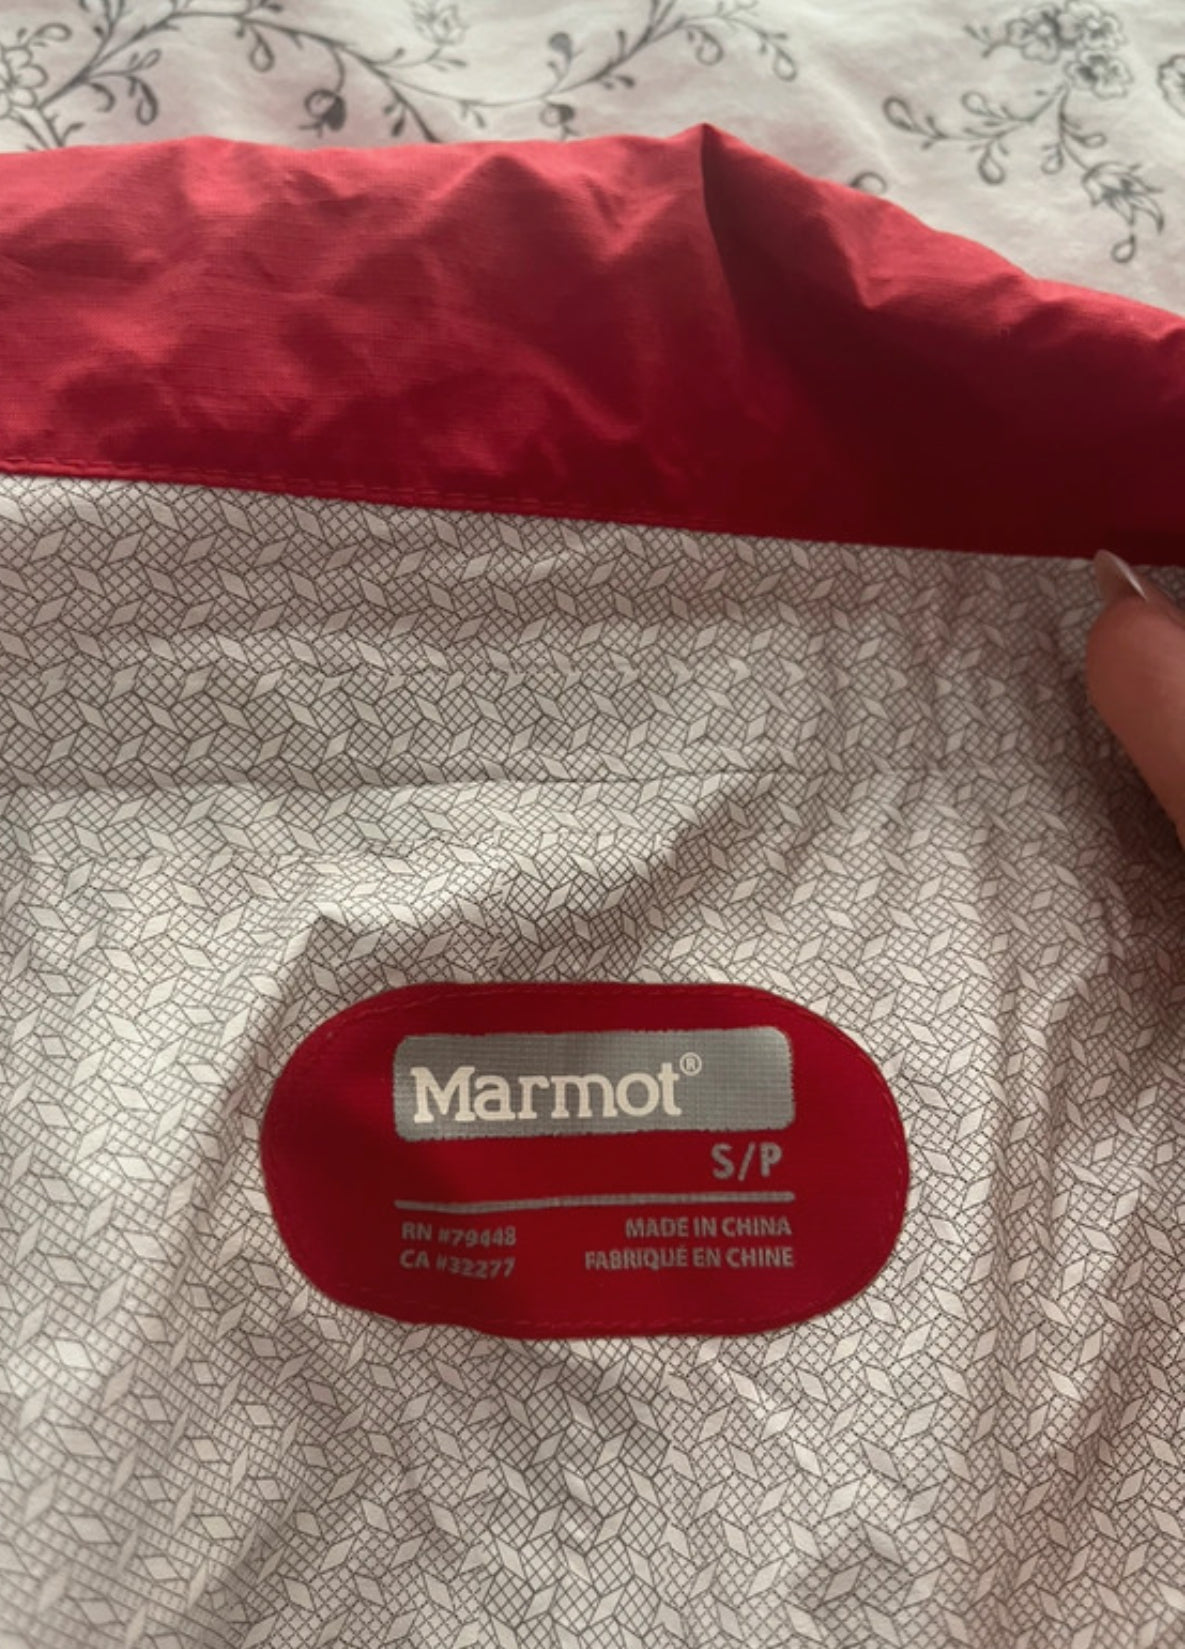 Marmot®
S/P
RN #79448
CA #32277
MADE IN CHINA
FABRIQUÉ EN CHINE